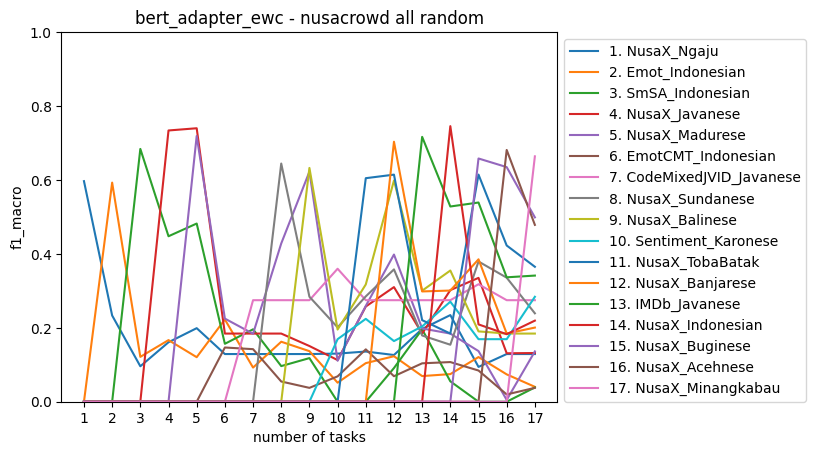 bert_adapter_ewc - nusacrowd all random
f1_macro
1.0
0.8
0.6
0.4
0.2
0.0
1 2 3 4 5 6 7 8 9 10 11 12 13 14 15 16 17
number of tasks
1. NusaX_Ngaju
2. Emot_Indonesian
3. SmSA_Indonesian
4. NusaX_Javanese
5. NusaX_Madurese
6. EmotCMT_Indonesian
7. CodeMixedJVID_Javanese
8. NusaX_Sundanese
9. NusaX_Balinese
10. Sentiment_Karonese
11. NusaX_TobaBatak
12. NusaX_Banjarese
13. IMDb_Javanese
14. NusaX_Indonesian
15. NusaX_Buginese
16. NusaX_Acehnese
17. NusaX_Minangkabau